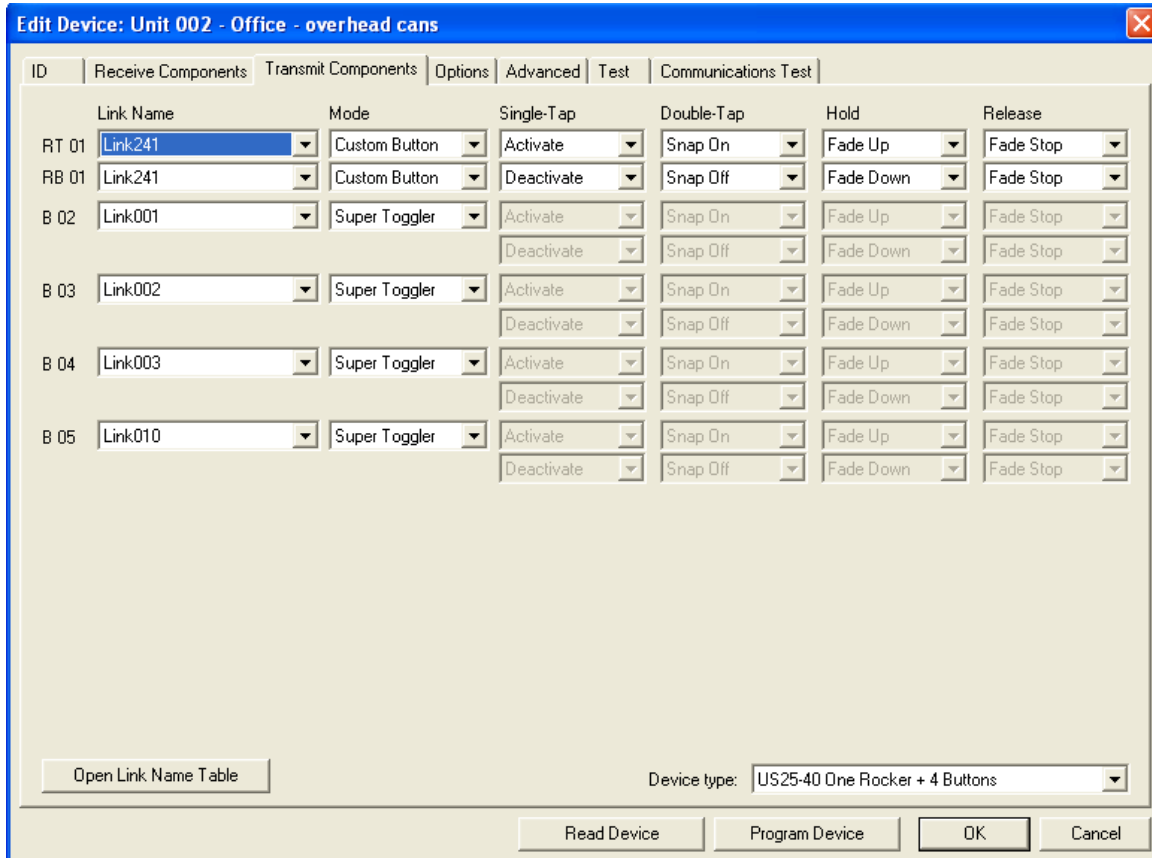 Edit Device: Unit 002 - Office - overhead cans
ID Receive Components Transmit Components Options Advanced Test Communications Test
Link Name Mode Single-Tap Double-Tap Hold Release
RT 01 Link241 Custom Button Activate Snap On Fade Up Fade Stop
RB 01 Link241 Custom Button Deactivate Snap Off Fade Down Fade Stop
B 02 Link001 Super Toggler Activate Snap On Fade Up Fade Stop
Deactivate Snap Off Fade Down Fade Stop
B 03 Link002 Super Toggler Activate Snap On Fade Up Fade Stop
Deactivate Snap Off Fade Down Fade Stop
B 04 Link003 Super Toggler Activate Snap On Fade Up Fade Stop
Deactivate Snap Off Fade Down Fade Stop
B 05 Link010 Super Toggler Activate Snap On Fade Up Fade Stop
Deactivate Snap Off Fade Down Fade Stop
Open Link Name Table Device type: US25-40 One Rocker + 4 Buttons
Read Device Program Device OK Cancel